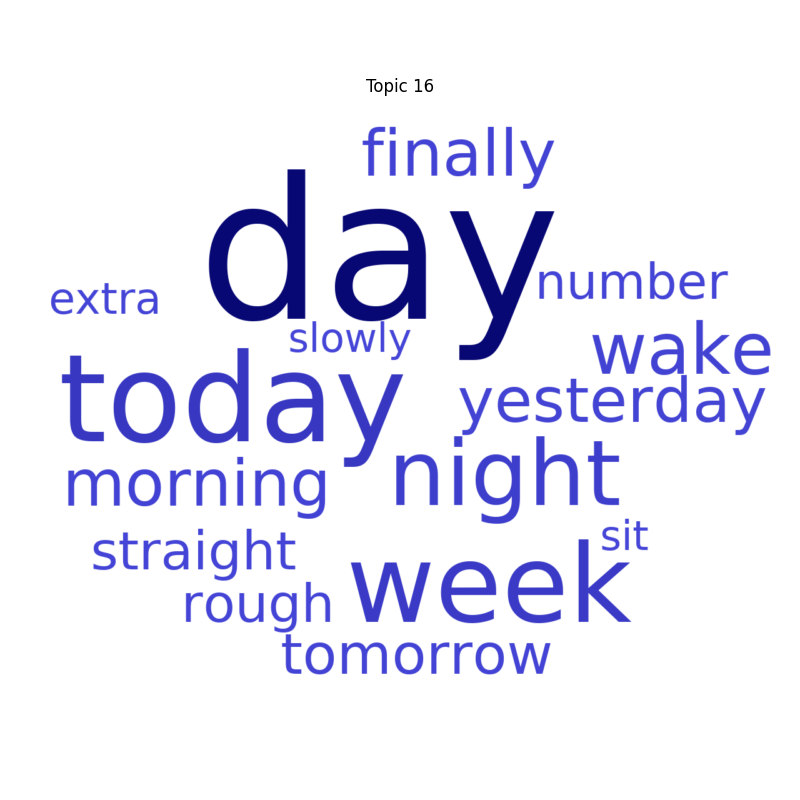 Topic 16
finally
day
number
extra
slowly
wake
today
yesterday
morning
night
straight
sit
week
rough
tomorrow